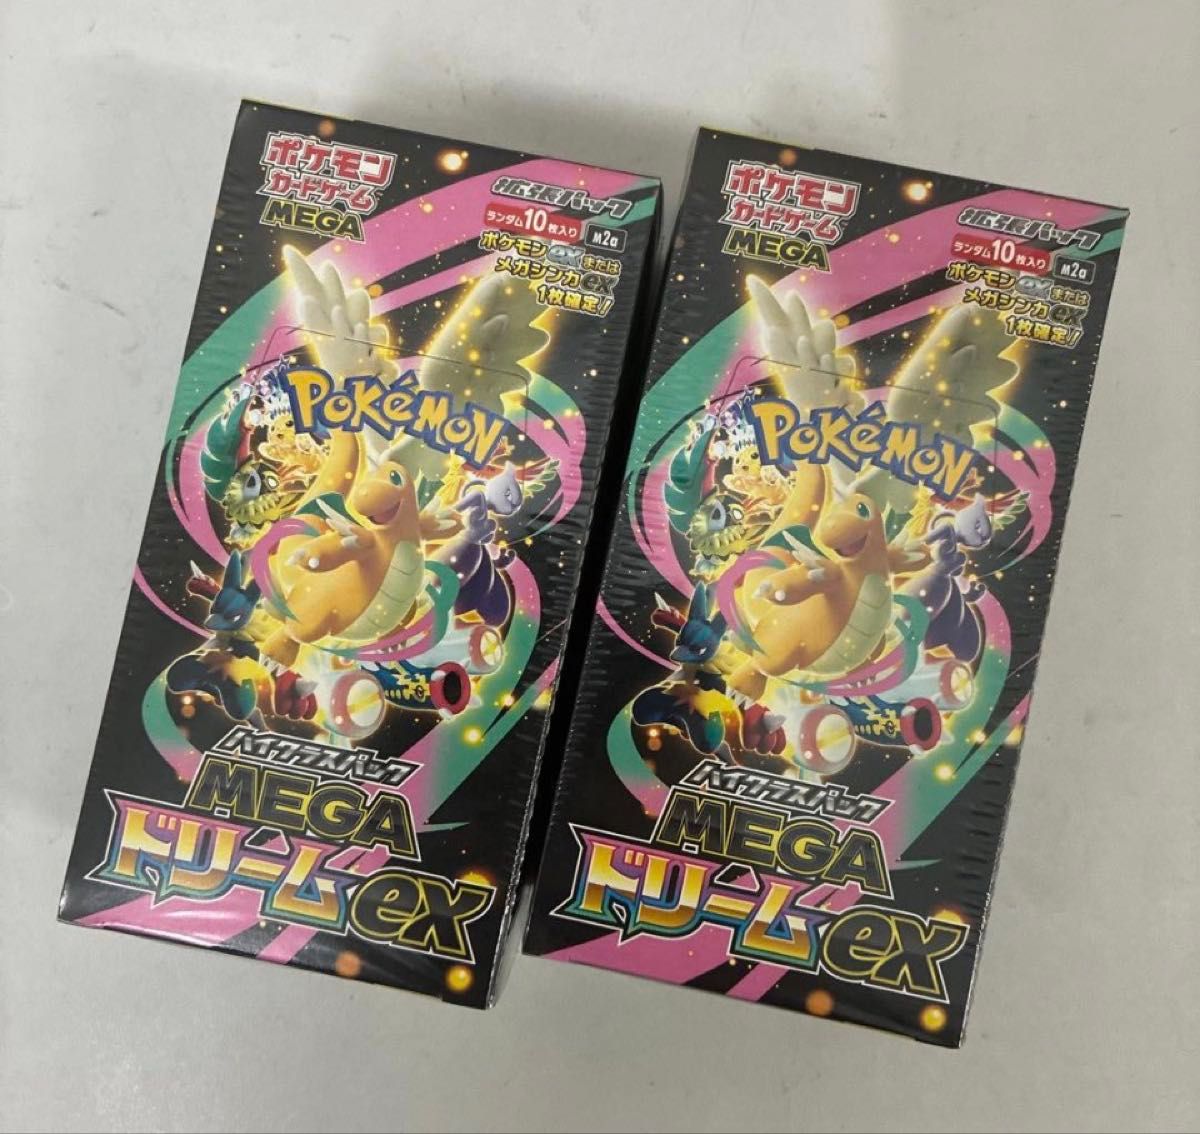 ポケモン
カードゲーム
MEGA
拡張パック
ランダム10枚入り M2a
ポケモンexまたは
メガシンカex
1枚確定!
POKéMON
ハイクラスパック
MEGA
ドリームex
ポケモン
カードゲーム
MEGA
拡張パック
ランダム10枚入り M2a
ポケモンexまたは
メガシンカex
1枚確定!
POKéMON
ハイクラスパック
MEGA
ドリームex